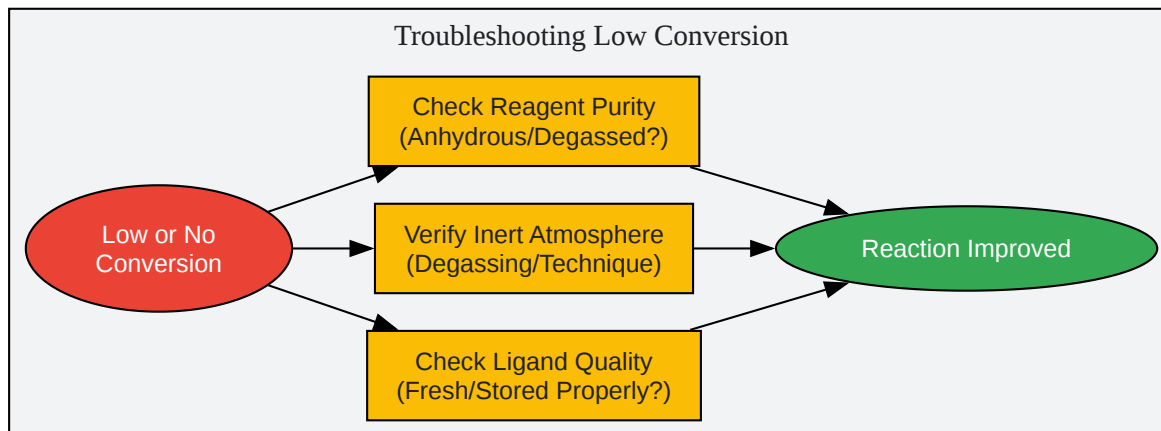 Troubleshooting Low Conversion
Check Reagent Purity
(Anhydrous/Degassed?)
Low or No
Conversion
Verify Inert Atmosphere
(Degassing/Technique)
Reaction Improved
Check Ligand Quality
(Fresh/Stored Properly?)